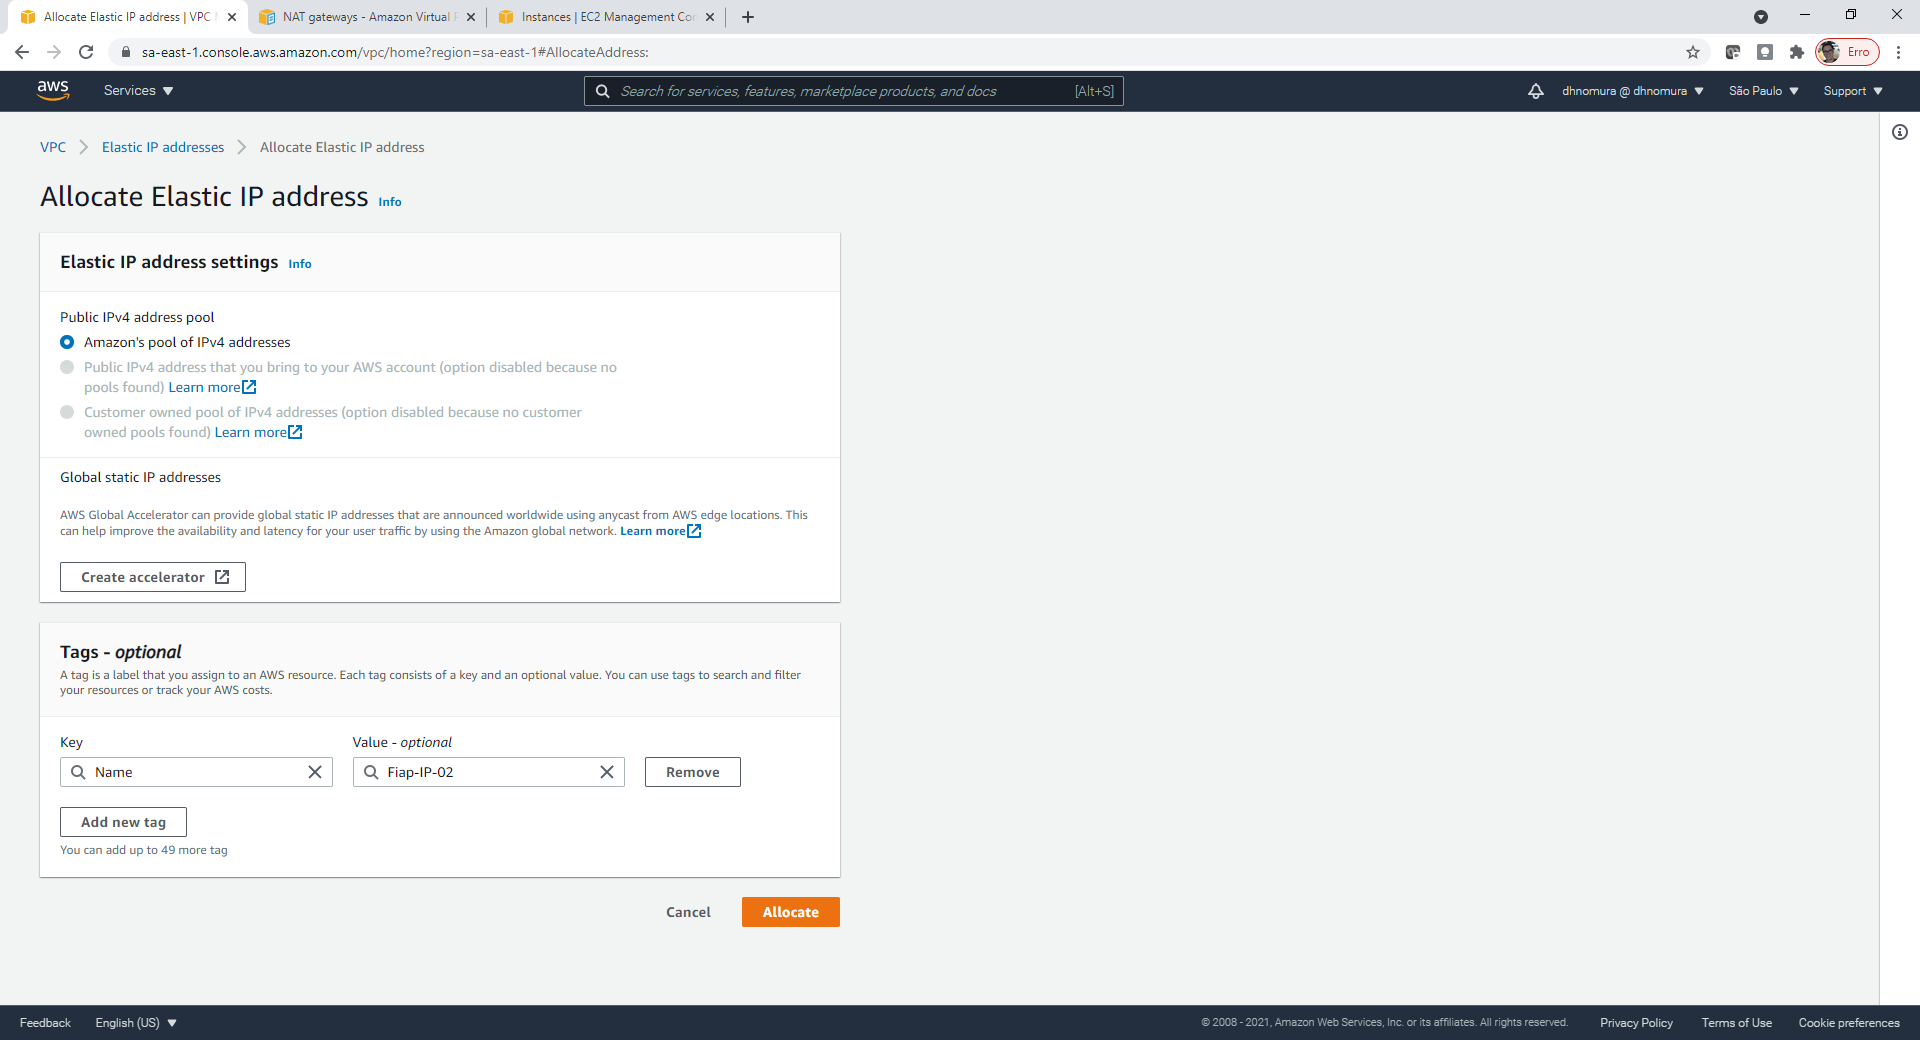 Allocate Elastic IP address | VPC M
NAT gateways - Amazon Virtual P
Instances | EC2 Management Con
sa-east-1.console.aws.amazon.com/vpc/home?region=sa-east-1#AllocateAddress:
Erro
aws
Services
Search for services, features, marketplace products, and docs
[Alt+S]
dhnomura @ dhnomura
São Paulo
Support
VPC
Elastic IP addresses
Allocate Elastic IP address
Allocate Elastic IP address Info
Elastic IP address settings Info
Public IPv4 address pool
Amazon's pool of IPv4 addresses
Public IPv4 address that you bring to your AWS account (option disabled because no
pools found) Learn more
Customer owned pool of IPv4 addresses (option disabled because no customer
owned pools found) Learn more
Global static IP addresses
AWS Global Accelerator can provide global static IP addresses that are announced worldwide using anycast from AWS edge locations. This
can help improve the availability and latency for your user traffic by using the Amazon global network. Learn more
Create accelerator
Tags - optional
A tag is a label that you assign to an AWS resource. Each tag consists of a key and an optional value. You can use tags to search and filter
your resources or track your AWS costs.
Key
Value - optional
Name
Fiap-IP-02
Remove
Add new tag
You can add up to 49 more tag
Cancel
Allocate
Feedback
English (US)
© 2008 - 2021, Amazon Web Services, Inc. or its affiliates. All rights reserved.
Privacy Policy
Terms of Use
Cookie preferences